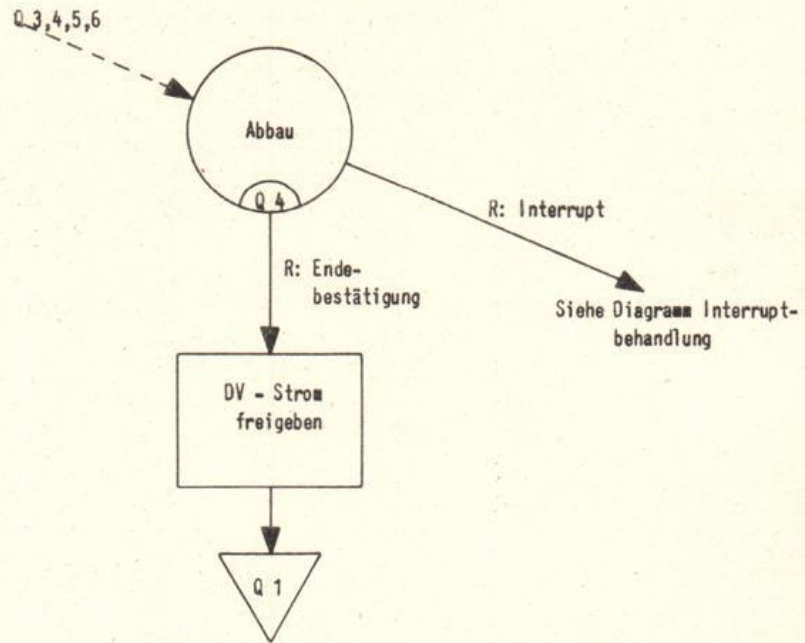 Q 3,4,5,6
Abbau
Q 4
R: Interrupt
R: Ende-
bestätigung
Siehe Diagramm Interrupt-
behandlung
DV - Strom
freigeben
Q 1